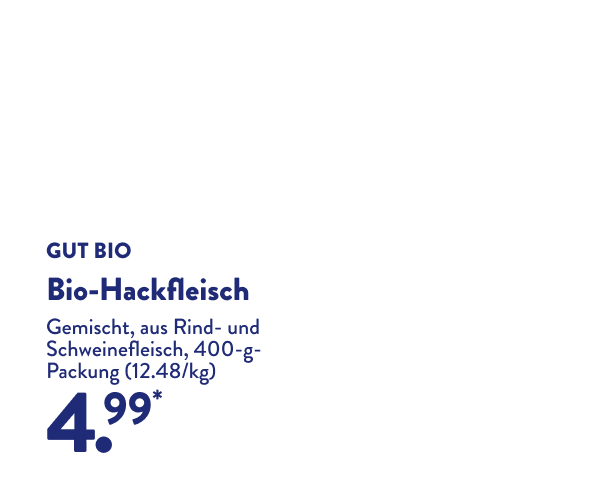 GUT BIO
Bio-Hackfleisch
Gemischt, aus Rind- und
Schweinefleisch, 400-g-
Packung (12.48/kg)
4.99*